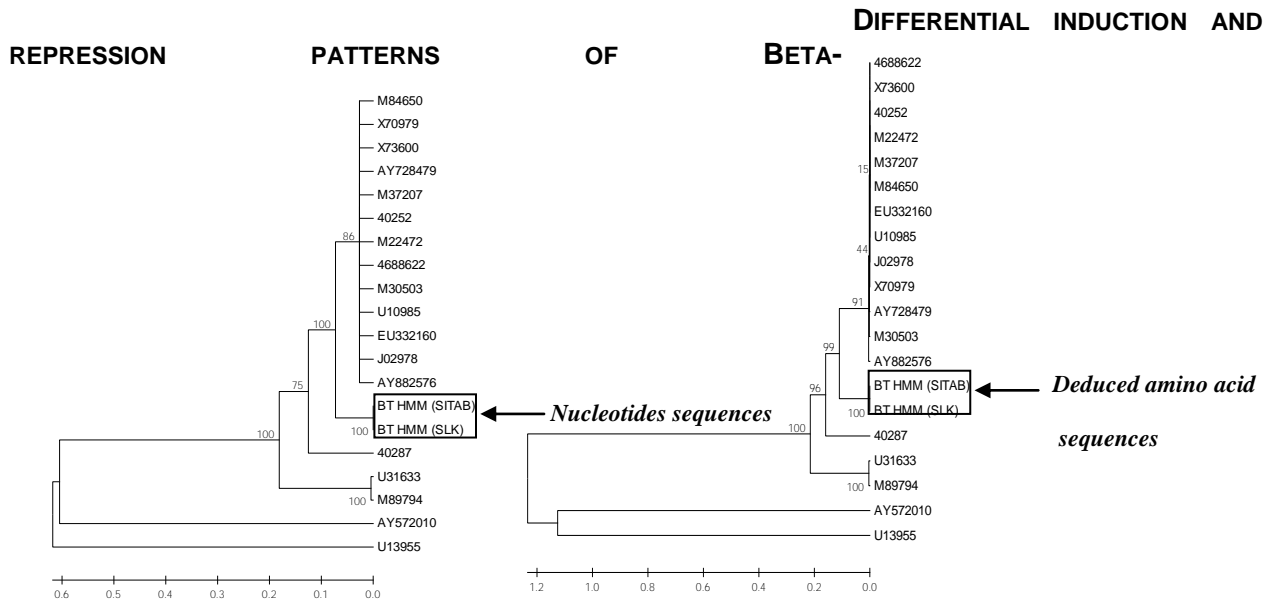 DIFFERENTIAL INDUCTION AND
REPRESSION PATTERNS OF BETA-
M84650
X70979
X73600
AY728479
M37207
40252
M22472
4688622
M30503
U10985
EU332160
J02978
AY882576
BT HMM (SITAB)
BT HMM (SLK)
40287
U31633
M89794
AY572010
U13955
86
100
75
100
100
100
Nucleotides sequences
0.6 0.5 0.4 0.3 0.2 0.1 0.0
4688622
X73600
40252
M22472
M37207
M84650
EU332160
U10985
J02978
X70979
AY728479
M30503
AY882576
BT HMM (SITAB)
BT HMM (SLK)
40287
U31633
M89794
AY572010
U13955
15
44
91
99
96
100
100
100
Deduced amino acid
sequences
1.2 1.0 0.8 0.6 0.4 0.2 0.0